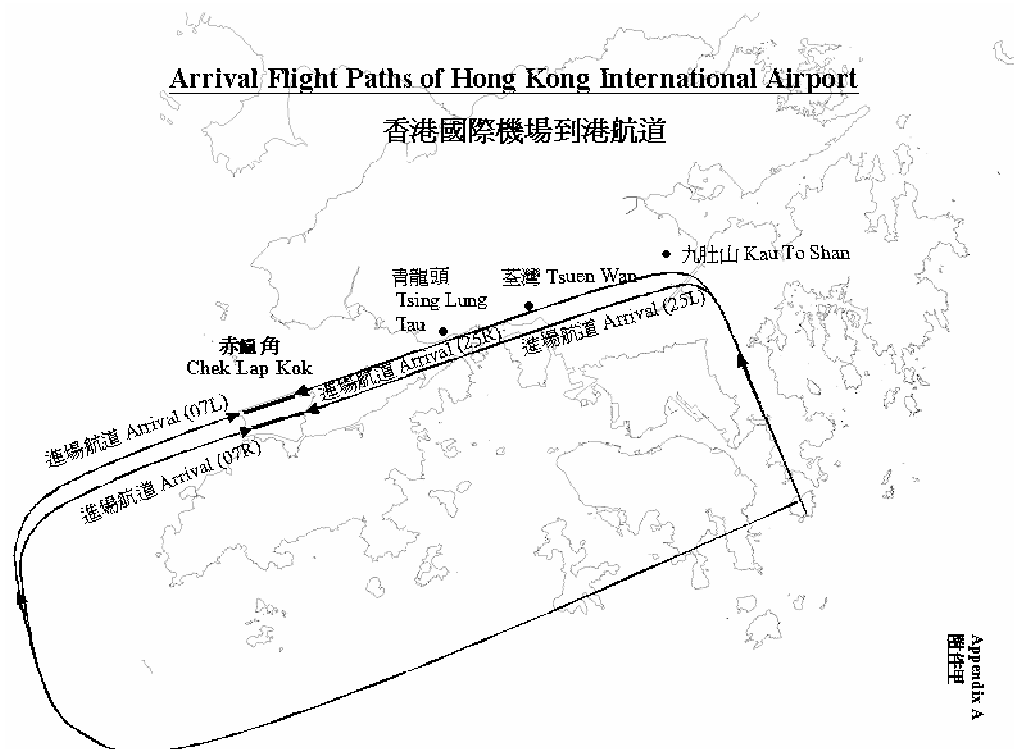 Arrival Flight Paths of Hong Kong International Airport
香港國際機場到港航道
九肚山 Kau To Shan
青龍頭
Tsing Lung
Tau
荃灣 Tsuen Wan
赤鱲角
Chek Lap Kok
進場航道 Arrival (25R)
進場航道 Arrival (25L)
進場航道 Arrival (07L)
進場航道 Arrival (07R)
Appendix A
附件甲